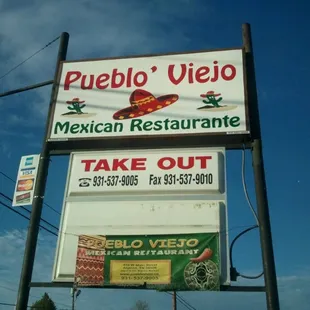 Pueblo' Viejo
Mexican Restaurante
TAKE OUT
931-537-9005 Fax 931-537-9010
PUEBLO VIEJO
MEXICAN RESTAURANT